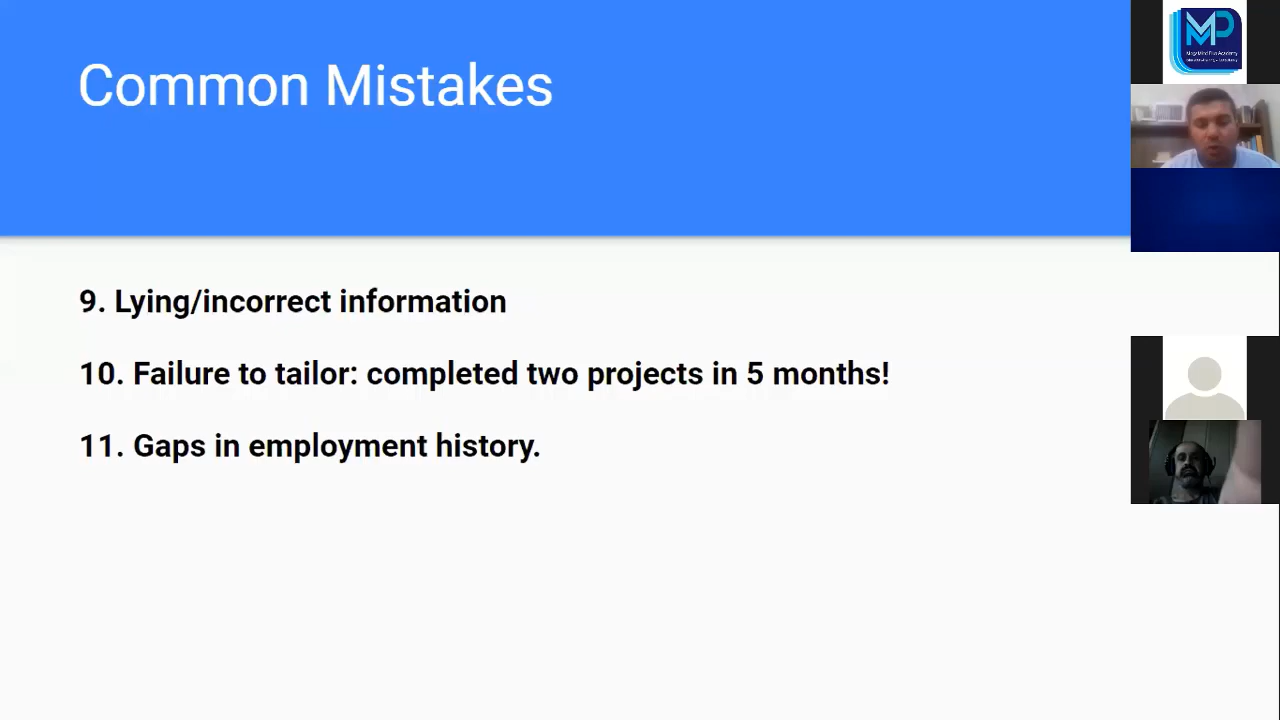 Common Mistakes
9. Lying/incorrect information
10. Failure to tailor: completed two projects in 5 months!
11. Gaps in employment history.
MP